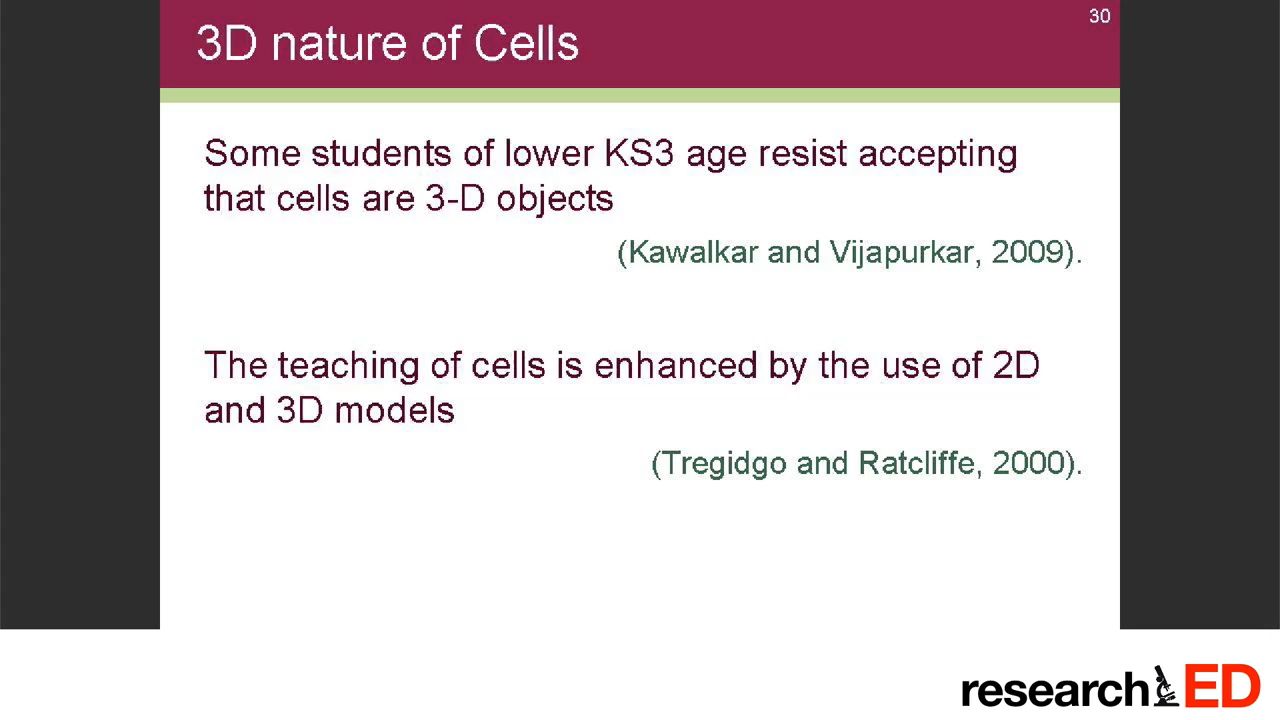 30
3D nature of Cells
Some students of lower KS3 age resist accepting
that cells are 3-D objects
(Kawalkar and Vijapurkar, 2009).
The teaching of cells is enhanced by the use of 2D
and 3D models
(Tregidgo and Ratcliffe, 2000).
researchED